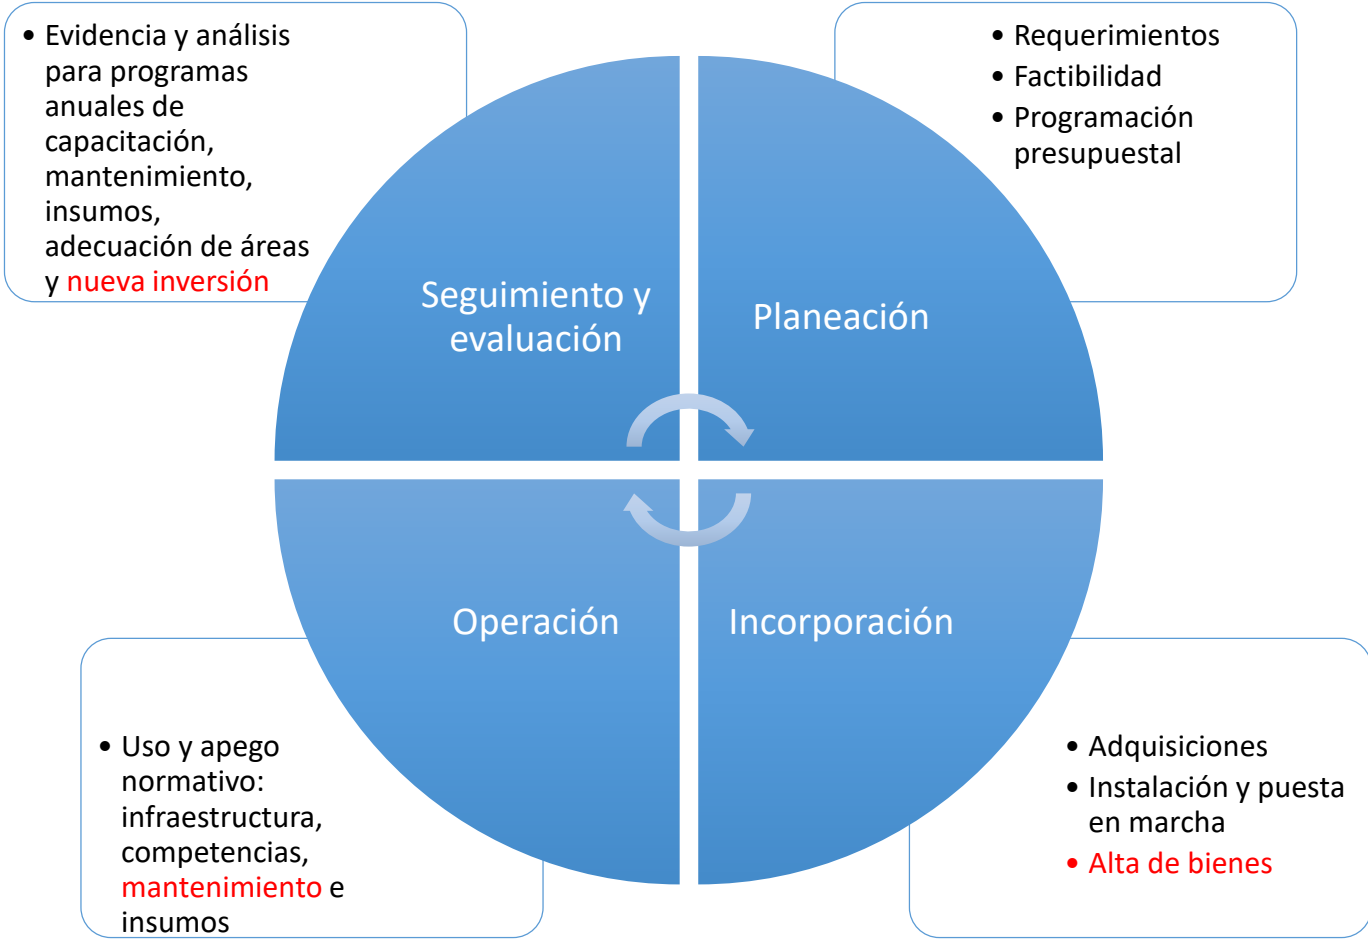 • Evidencia y análisis
para programas
anuales de
capacitación,
mantenimiento,
insumos,
adecuación de áreas
y nueva inversión
• Requerimientos
• Factibilidad
• Programación
presupuestal
Seguimiento y
evaluación
Planeación
Operación
Incorporación
• Uso y apego
normativo:
infraestructura,
competencias,
mantenimiento e
insumos
• Adquisiciones
• Instalación y puesta
en marcha
• Alta de bienes